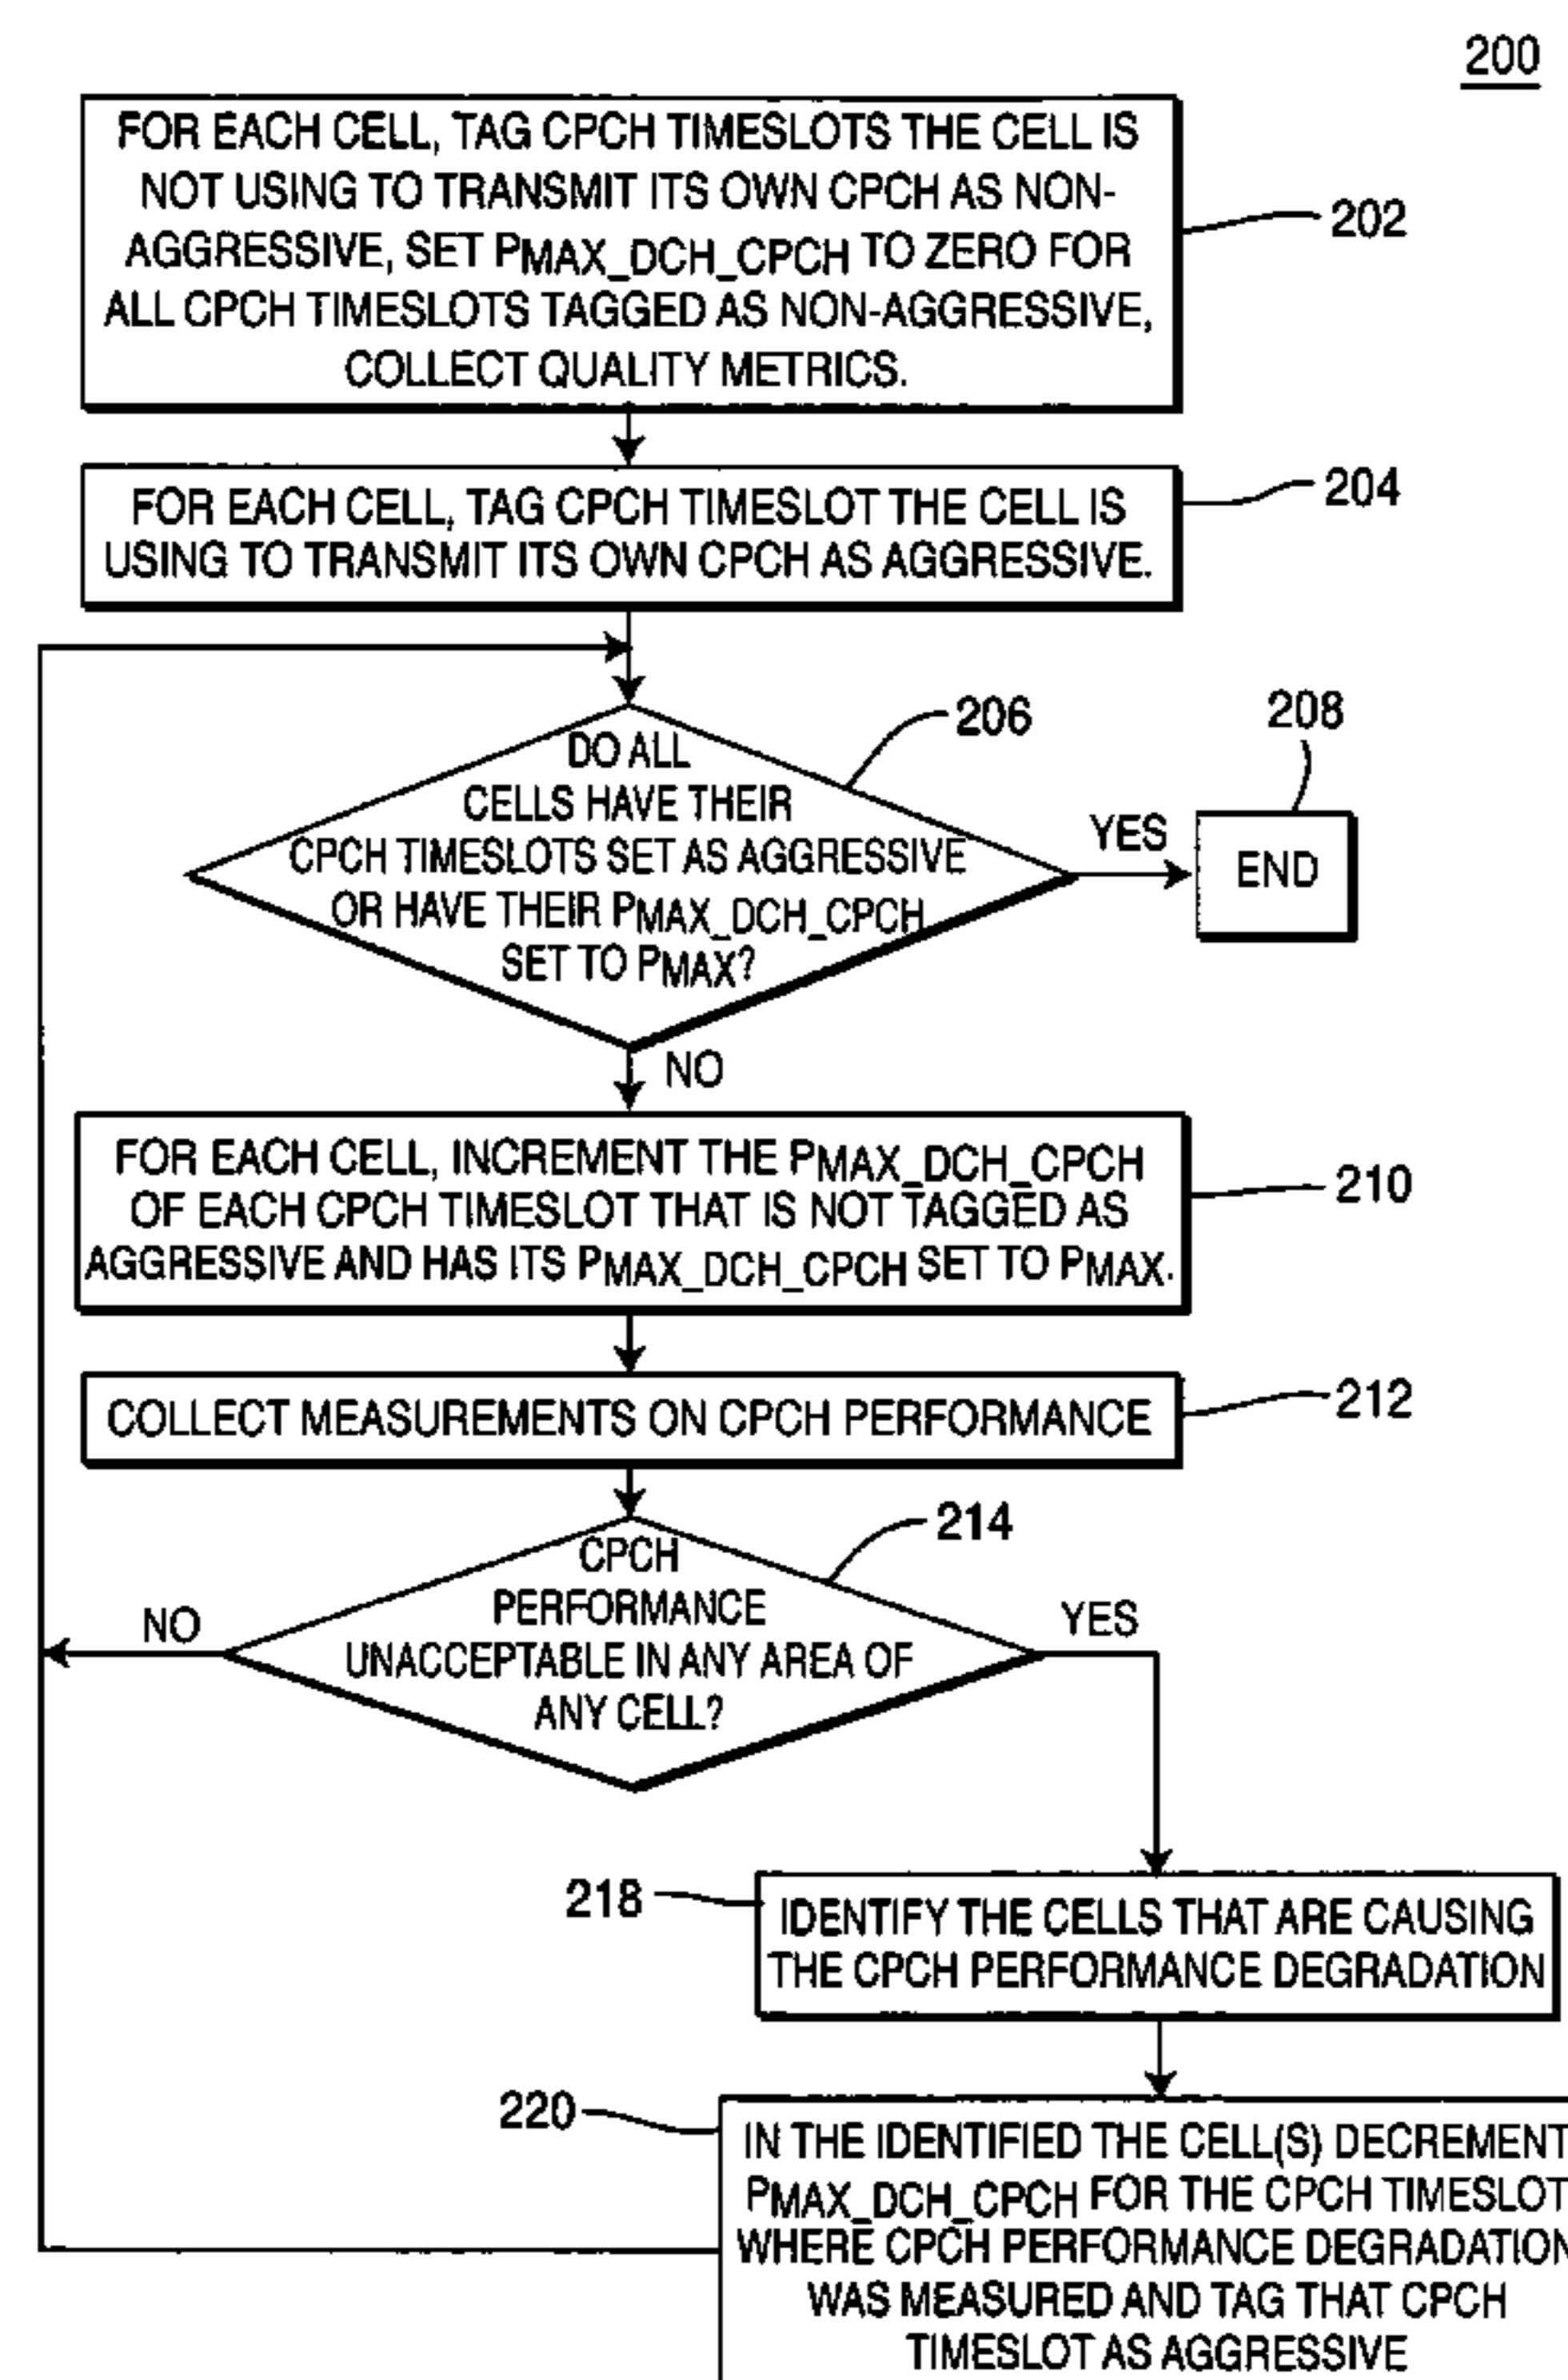 200
FOR EACH CELL, TAG CPCH TIMESLOTS THE CELL IS
NOT USING TO TRANSMIT ITS OWN CPCH AS NON-
AGGRESSIVE, SET PMAX_DCH_CPCH TO ZERO FOR
ALL CPCH TIMESLOTS TAGGED AS NON-AGGRESSIVE,
COLLECT QUALITY METRICS.
202
FOR EACH CELL, TAG CPCH TIMESLOT THE CELL IS
USING TO TRANSMIT ITS OWN CPCH AS AGGRESSIVE.
204
DO ALL
CELLS HAVE THEIR
CPCH TIMESLOTS SET AS AGGRESSIVE
OR HAVE THEIR PMAX_DCH_CPCH
SET TO PMAX?
206
YES
208
END
NO
FOR EACH CELL, INCREMENT THE PMAX_DCH_CPCH
OF EACH CPCH TIMESLOT THAT IS NOT TAGGED AS
AGGRESSIVE AND HAS ITS PMAX_DCH_CPCH SET TO PMAX.
210
COLLECT MEASUREMENTS ON CPCH PERFORMANCE
212
CPCH
PERFORMANCE
UNACCEPTABLE IN ANY AREA OF
ANY CELL?
214
NO
YES
218
IDENTIFY THE CELLS THAT ARE CAUSING
THE CPCH PERFORMANCE DEGRADATION
220
IN THE IDENTIFIED THE CELL(S) DECREMENT
PMAX_DCH_CPCH FOR THE CPCH TIMESLOT
WHERE CPCH PERFORMANCE DEGRADATION
WAS MEASURED AND TAG THAT CPCH
TIMESLOT AS AGGRESSIVE